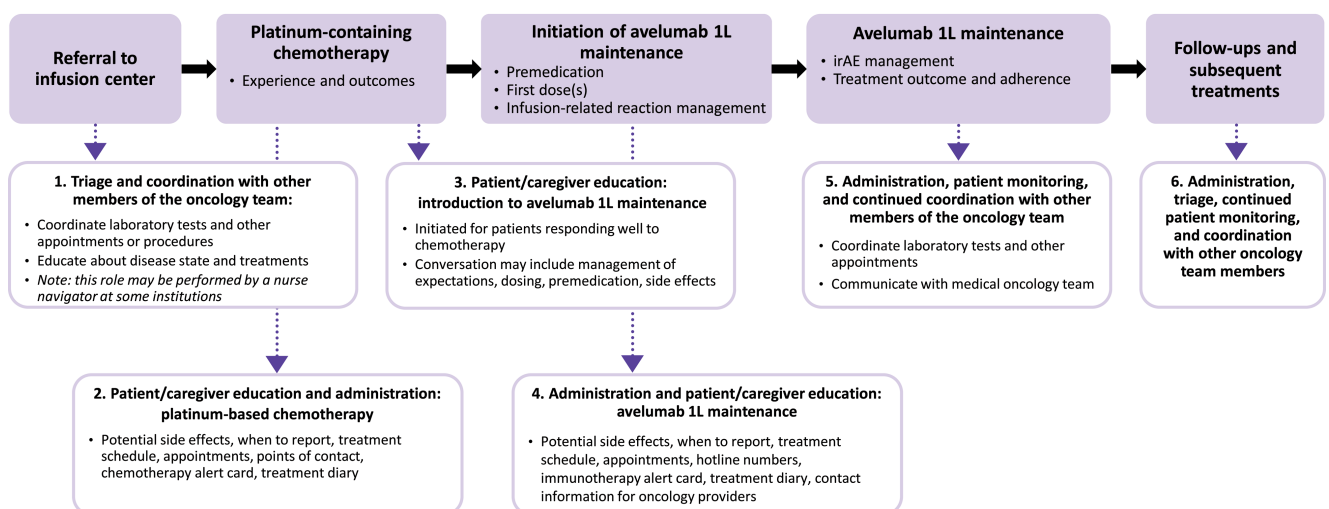 Referral to
infusion center
Platinum-containing
chemotherapy
• Experience and outcomes
Initiation of avelumab 1L
maintenance
• Premedication
• First dose(s)
• Infusion-related reaction management
Avelumab 1L maintenance
• irAE management
• Treatment outcome and adherence
Follow-ups and
subsequent
treatments
1. Triage and coordination with other
members of the oncology team:
• Coordinate laboratory tests and other
appointments or procedures
• Educate about disease state and treatments
• Note: this role may be performed by a nurse
navigator at some institutions
3. Patient/caregiver education:
introduction to avelumab 1L maintenance
• Initiated for patients responding well to
chemotherapy
• Conversation may include management of
expectations, dosing, premedication, side effects
5. Administration, patient monitoring,
and continued coordination with other
members of the oncology team
• Coordinate laboratory tests and other
appointments
• Communicate with medical oncology team
6. Administration,
triage, continued
patient monitoring,
and coordination
with other oncology
team members
2. Patient/caregiver education and administration:
platinum-based chemotherapy
• Potential side effects, when to report, treatment
schedule, appointments, points of contact,
chemotherapy alert card, treatment diary
4. Administration and patient/caregiver education:
avelumab 1L maintenance
• Potential side effects, when to report, treatment
schedule, appointments, hotline numbers,
immunotherapy alert card, treatment diary, contact
information for oncology providers